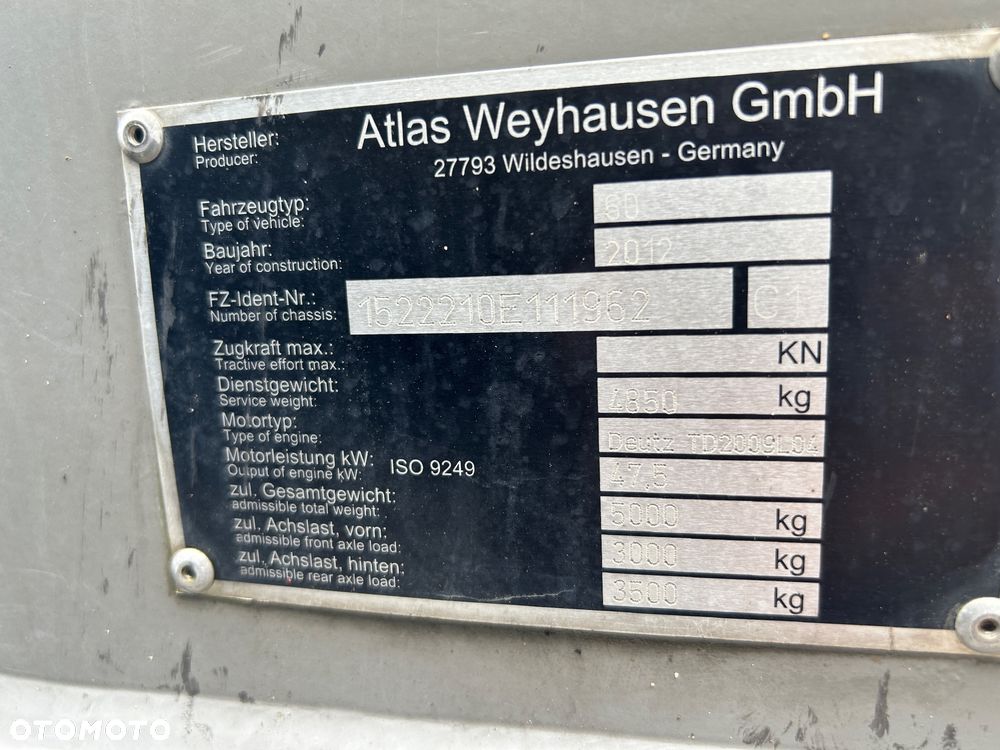 Hersteller: Atlas Weyhausen GmbH
Producer: 27793 Wildeshausen - Germany
Fahrzeugtyp: 60
Type of vehicle:
Baujahr: 2012
Year of construction:
FZ-Ident-Nr.: 1522210E111962 C1
Number of chassis:
Zugkraft max.: KN
Tractive effort max.:
Dienstgewicht: 4850 kg
Service weight:
Motortyp: Deutz TD2009L04
Type of engine:
Motorleistung kW: ISO 9249 47,5
Output of engine kW:
zul. Gesamtgewicht: 5000 kg
admissible total weight:
zul. Achslast, vorn: 3000 kg
admissible front axle load:
zul. Achslast, hinten: 3500 kg
admissible rear axle load:
OTOMOTO